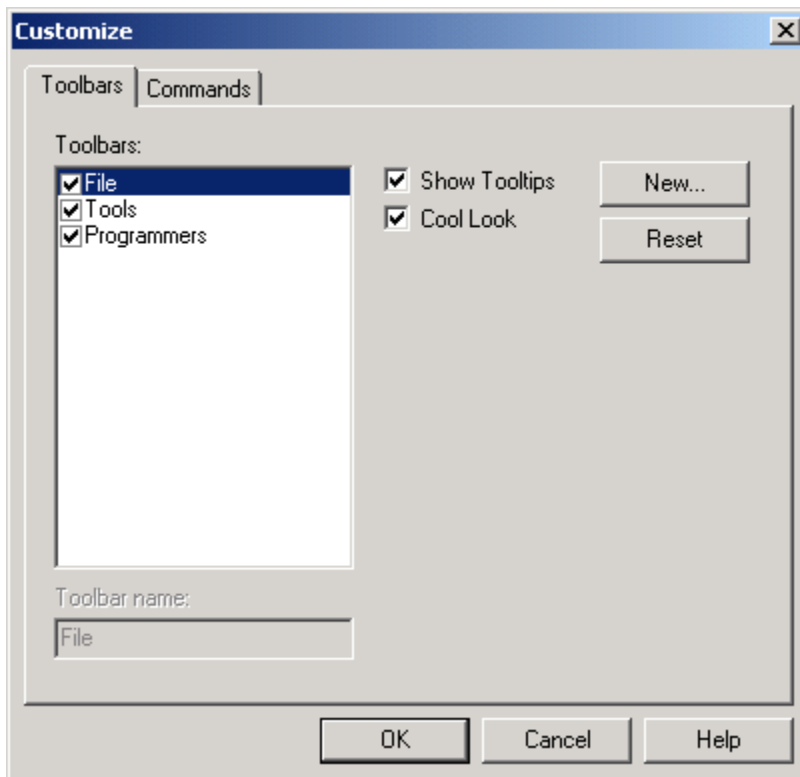 Customize
Toolbars Commands
Toolbars:
File
Tools
Programmers
Show Tooltips
Cool Look
New...
Reset
Toolbar name:
File
OK Cancel Help